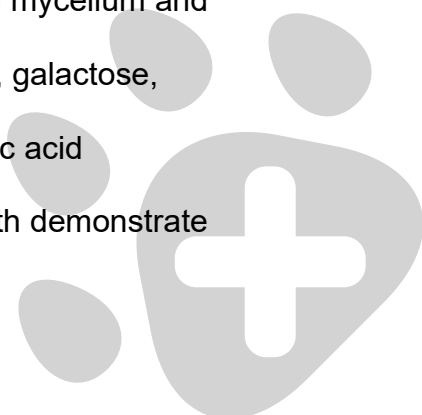 mycelium and
, galactose,
c acid
th demonstrate